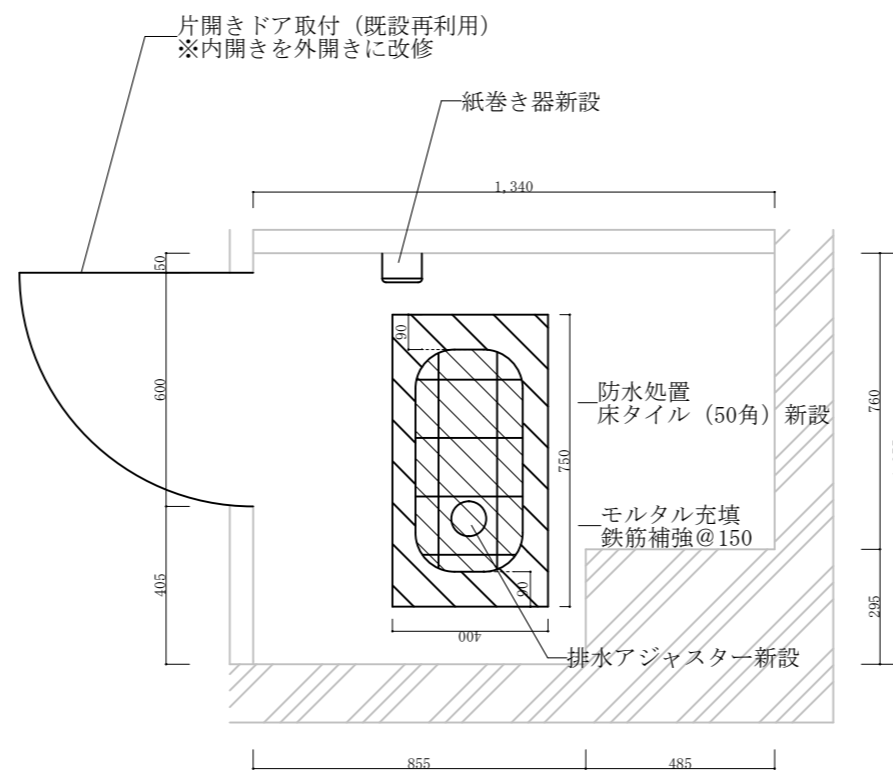 片開きドア取付（既設再利用）
※内開きを外開きに改修
紙巻き器新設
1,340
50
600
405
90
750
防水処置
床タイル（50角）新設
モルタル充填
鉄筋補強@150
90
400
排水アジャスター新設
760
295
855
485